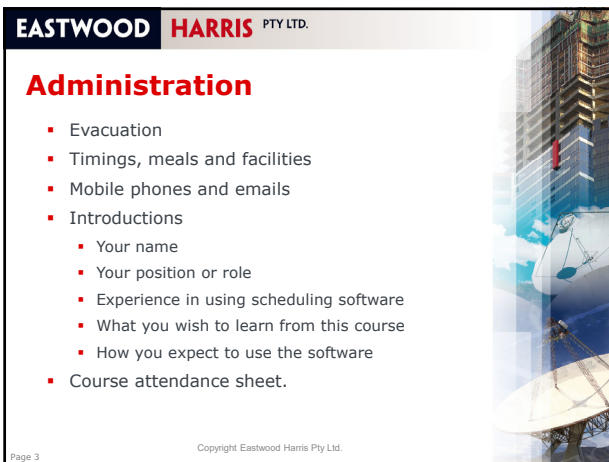 EASTWOOD HARRIS PTY LTD.
Administration
▪ Evacuation
▪ Timings, meals and facilities
▪ Mobile phones and emails
▪ Introductions
▪ Your name
▪ Your position or role
▪ Experience in using scheduling software
▪ What you wish to learn from this course
▪ How you expect to use the software
▪ Course attendance sheet.
Copyright Eastwood Harris Pty Ltd.
Page 3